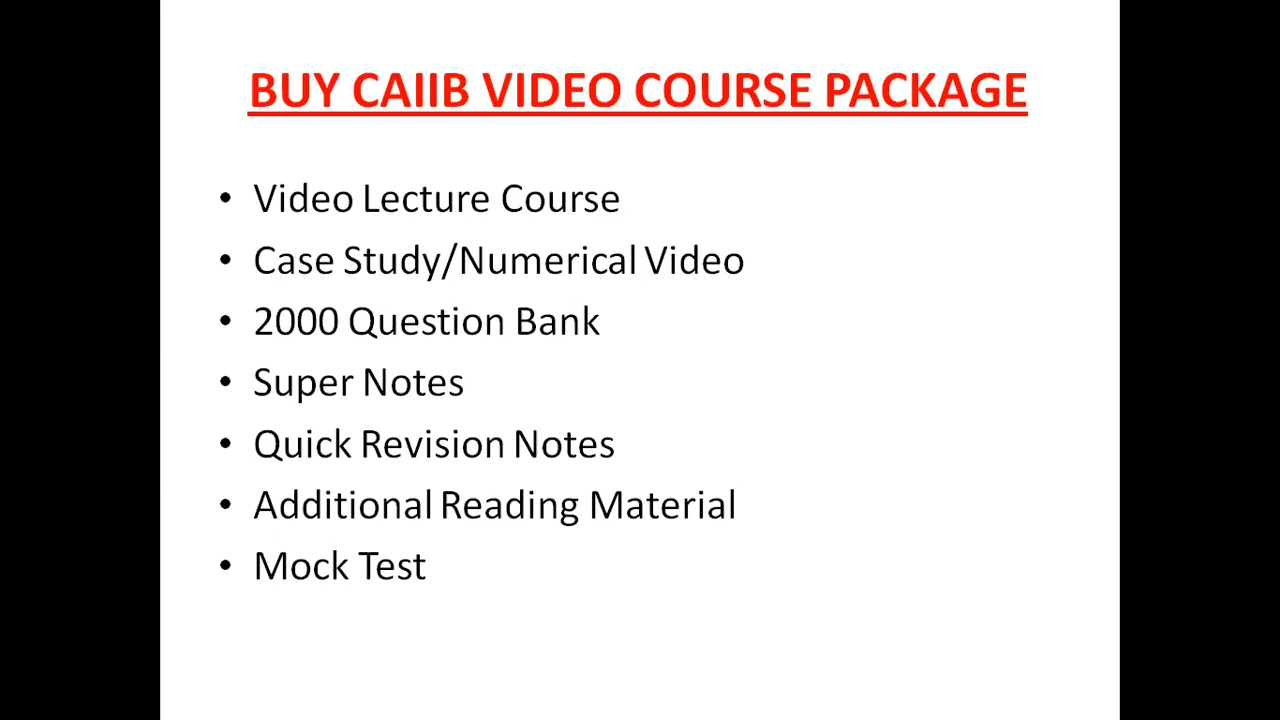 BUY CAIIB VIDEO COURSE PACKAGE
• Video Lecture Course
• Case Study/Numerical Video
• 2000 Question Bank
• Super Notes
• Quick Revision Notes
• Additional Reading Material
• Mock Test